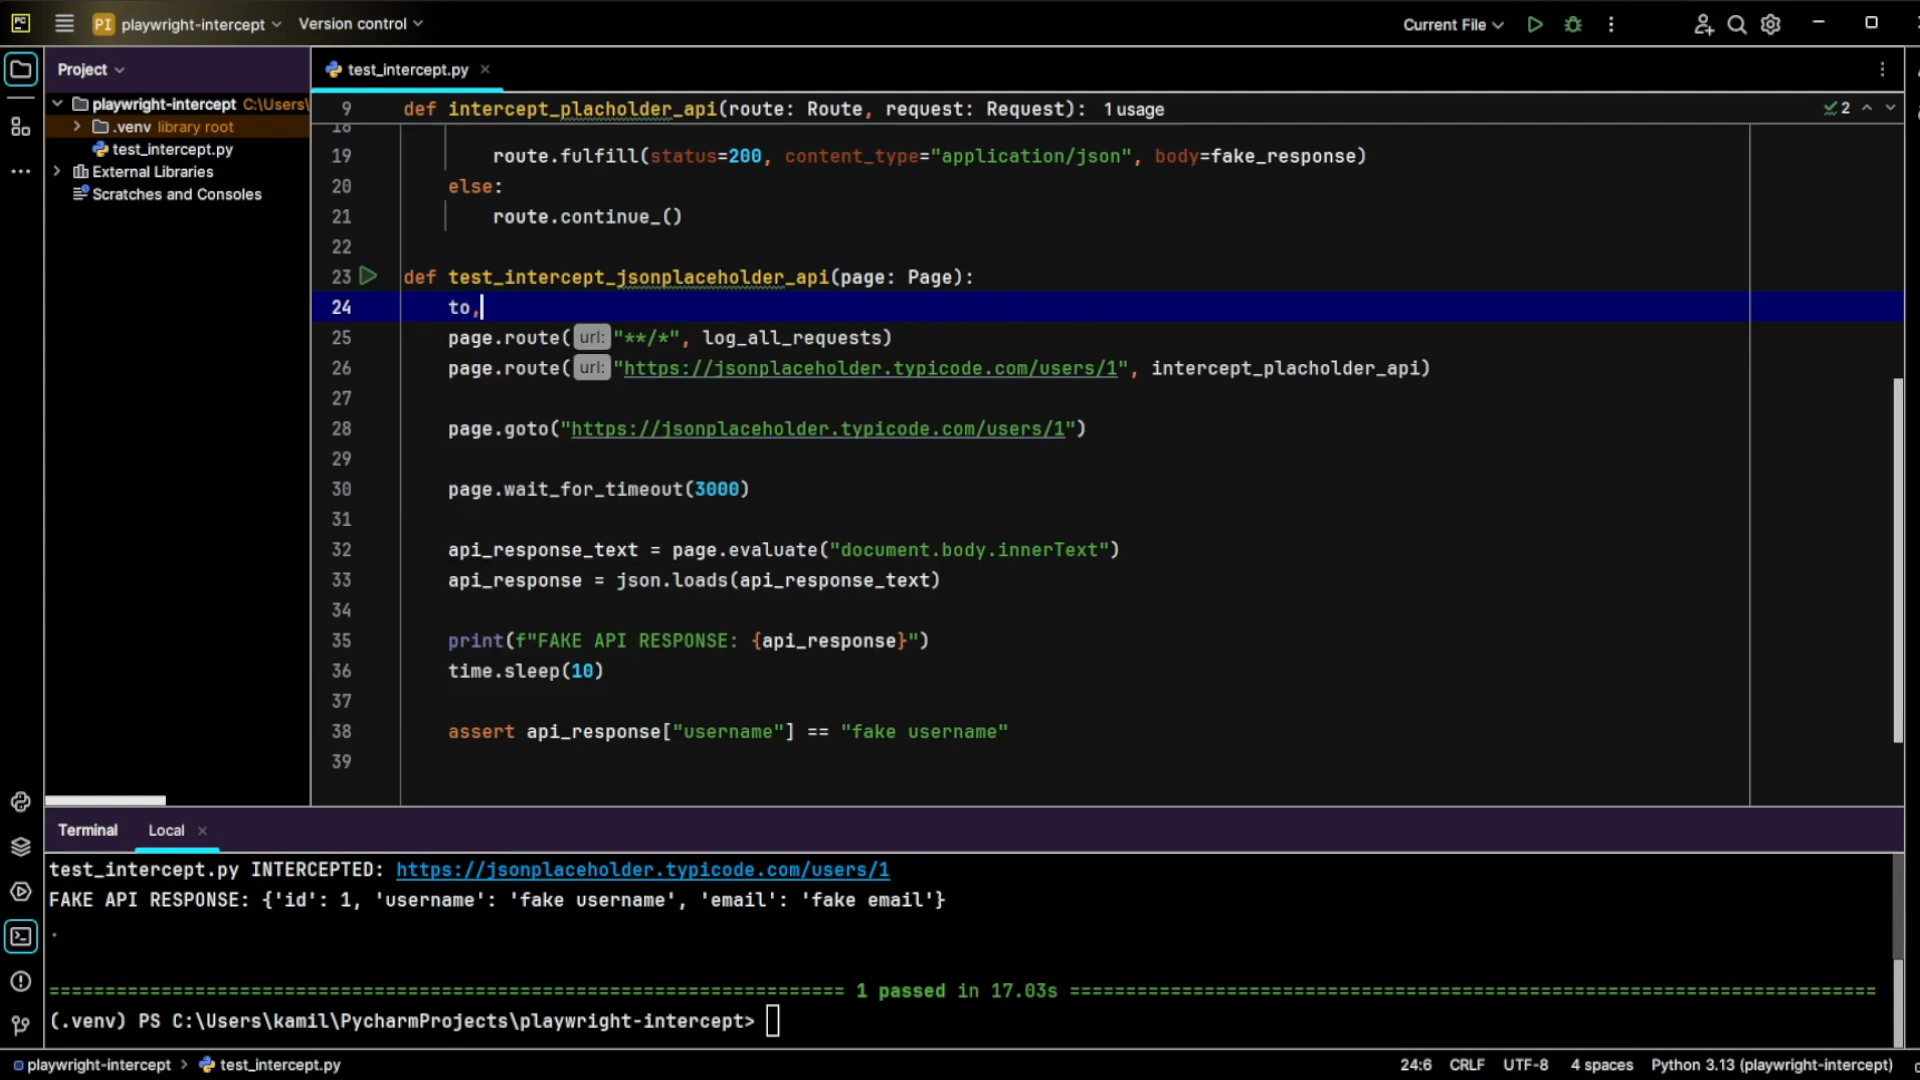 PC
PI playwright-intercept
Version control
Current File
Project
test_intercept.py
playwright-intercept C:\Users\
.venv library root
test_intercept.py
External Libraries
Scratches and Consoles
9 def intercept_placholder_api(route: Route, request: Request): 1 usage
2
18
19 route.fulfill(status=200, content_type="application/json", body=fake_response)
20 else:
21 route.continue_()
22
23 def test_intercept_jsonplaceholder_api(page: Page):
24 to,
25 page.route( url: "**/*", log_all_requests)
26 page.route( url: "https://jsonplaceholder.typicode.com/users/1", intercept_placholder_api)
27
28 page.goto("https://jsonplaceholder.typicode.com/users/1")
29
30 page.wait_for_timeout(3000)
31
32 api_response_text = page.evaluate("document.body.innerText")
33 api_response = json.loads(api_response_text)
34
35 print(f"FAKE API RESPONSE: {api_response}")
36 time.sleep(10)
37
38 assert api_response["username"] == "fake username"
39
Terminal
Local
test_intercept.py INTERCEPTED: https://jsonplaceholder.typicode.com/users/1
FAKE API RESPONSE: {'id': 1, 'username': 'fake username', 'email': 'fake email'}
.
======================================================================= 1 passed in 17.03s ========================================================================
(.venv) PS C:\Users\kamil\PycharmProjects\playwright-intercept>
playwright-intercept > test_intercept.py
24:6 CRLF UTF-8 4 spaces Python 3.13 (playwright-intercept)